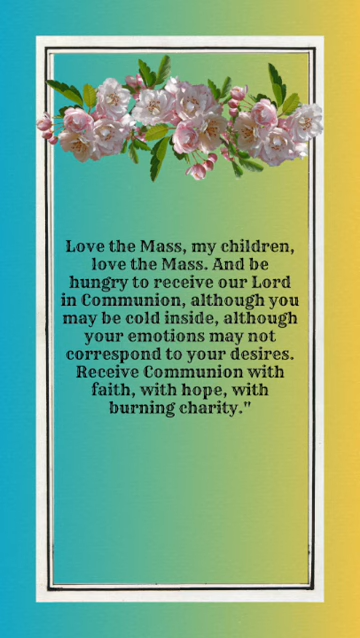 Love the Mass, my children,
love the Mass. And be
hungry to receive our Lord
in Communion, although you
may be cold inside, although
your emotions may not
correspond to your desires.
Receive Communion with
faith, with hope, with
burning charity."